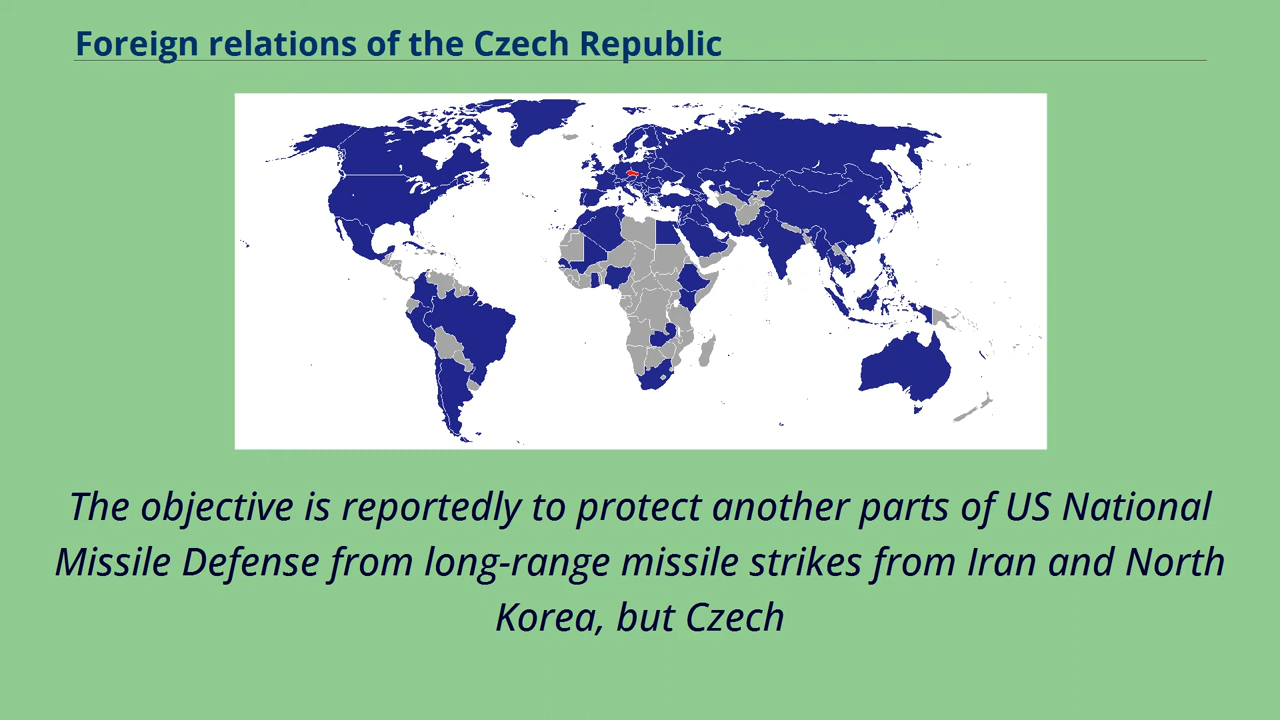 Foreign relations of the Czech Republic
The objective is reportedly to protect another parts of US National
Missile Defense from long-range missile strikes from Iran and North
Korea, but Czech